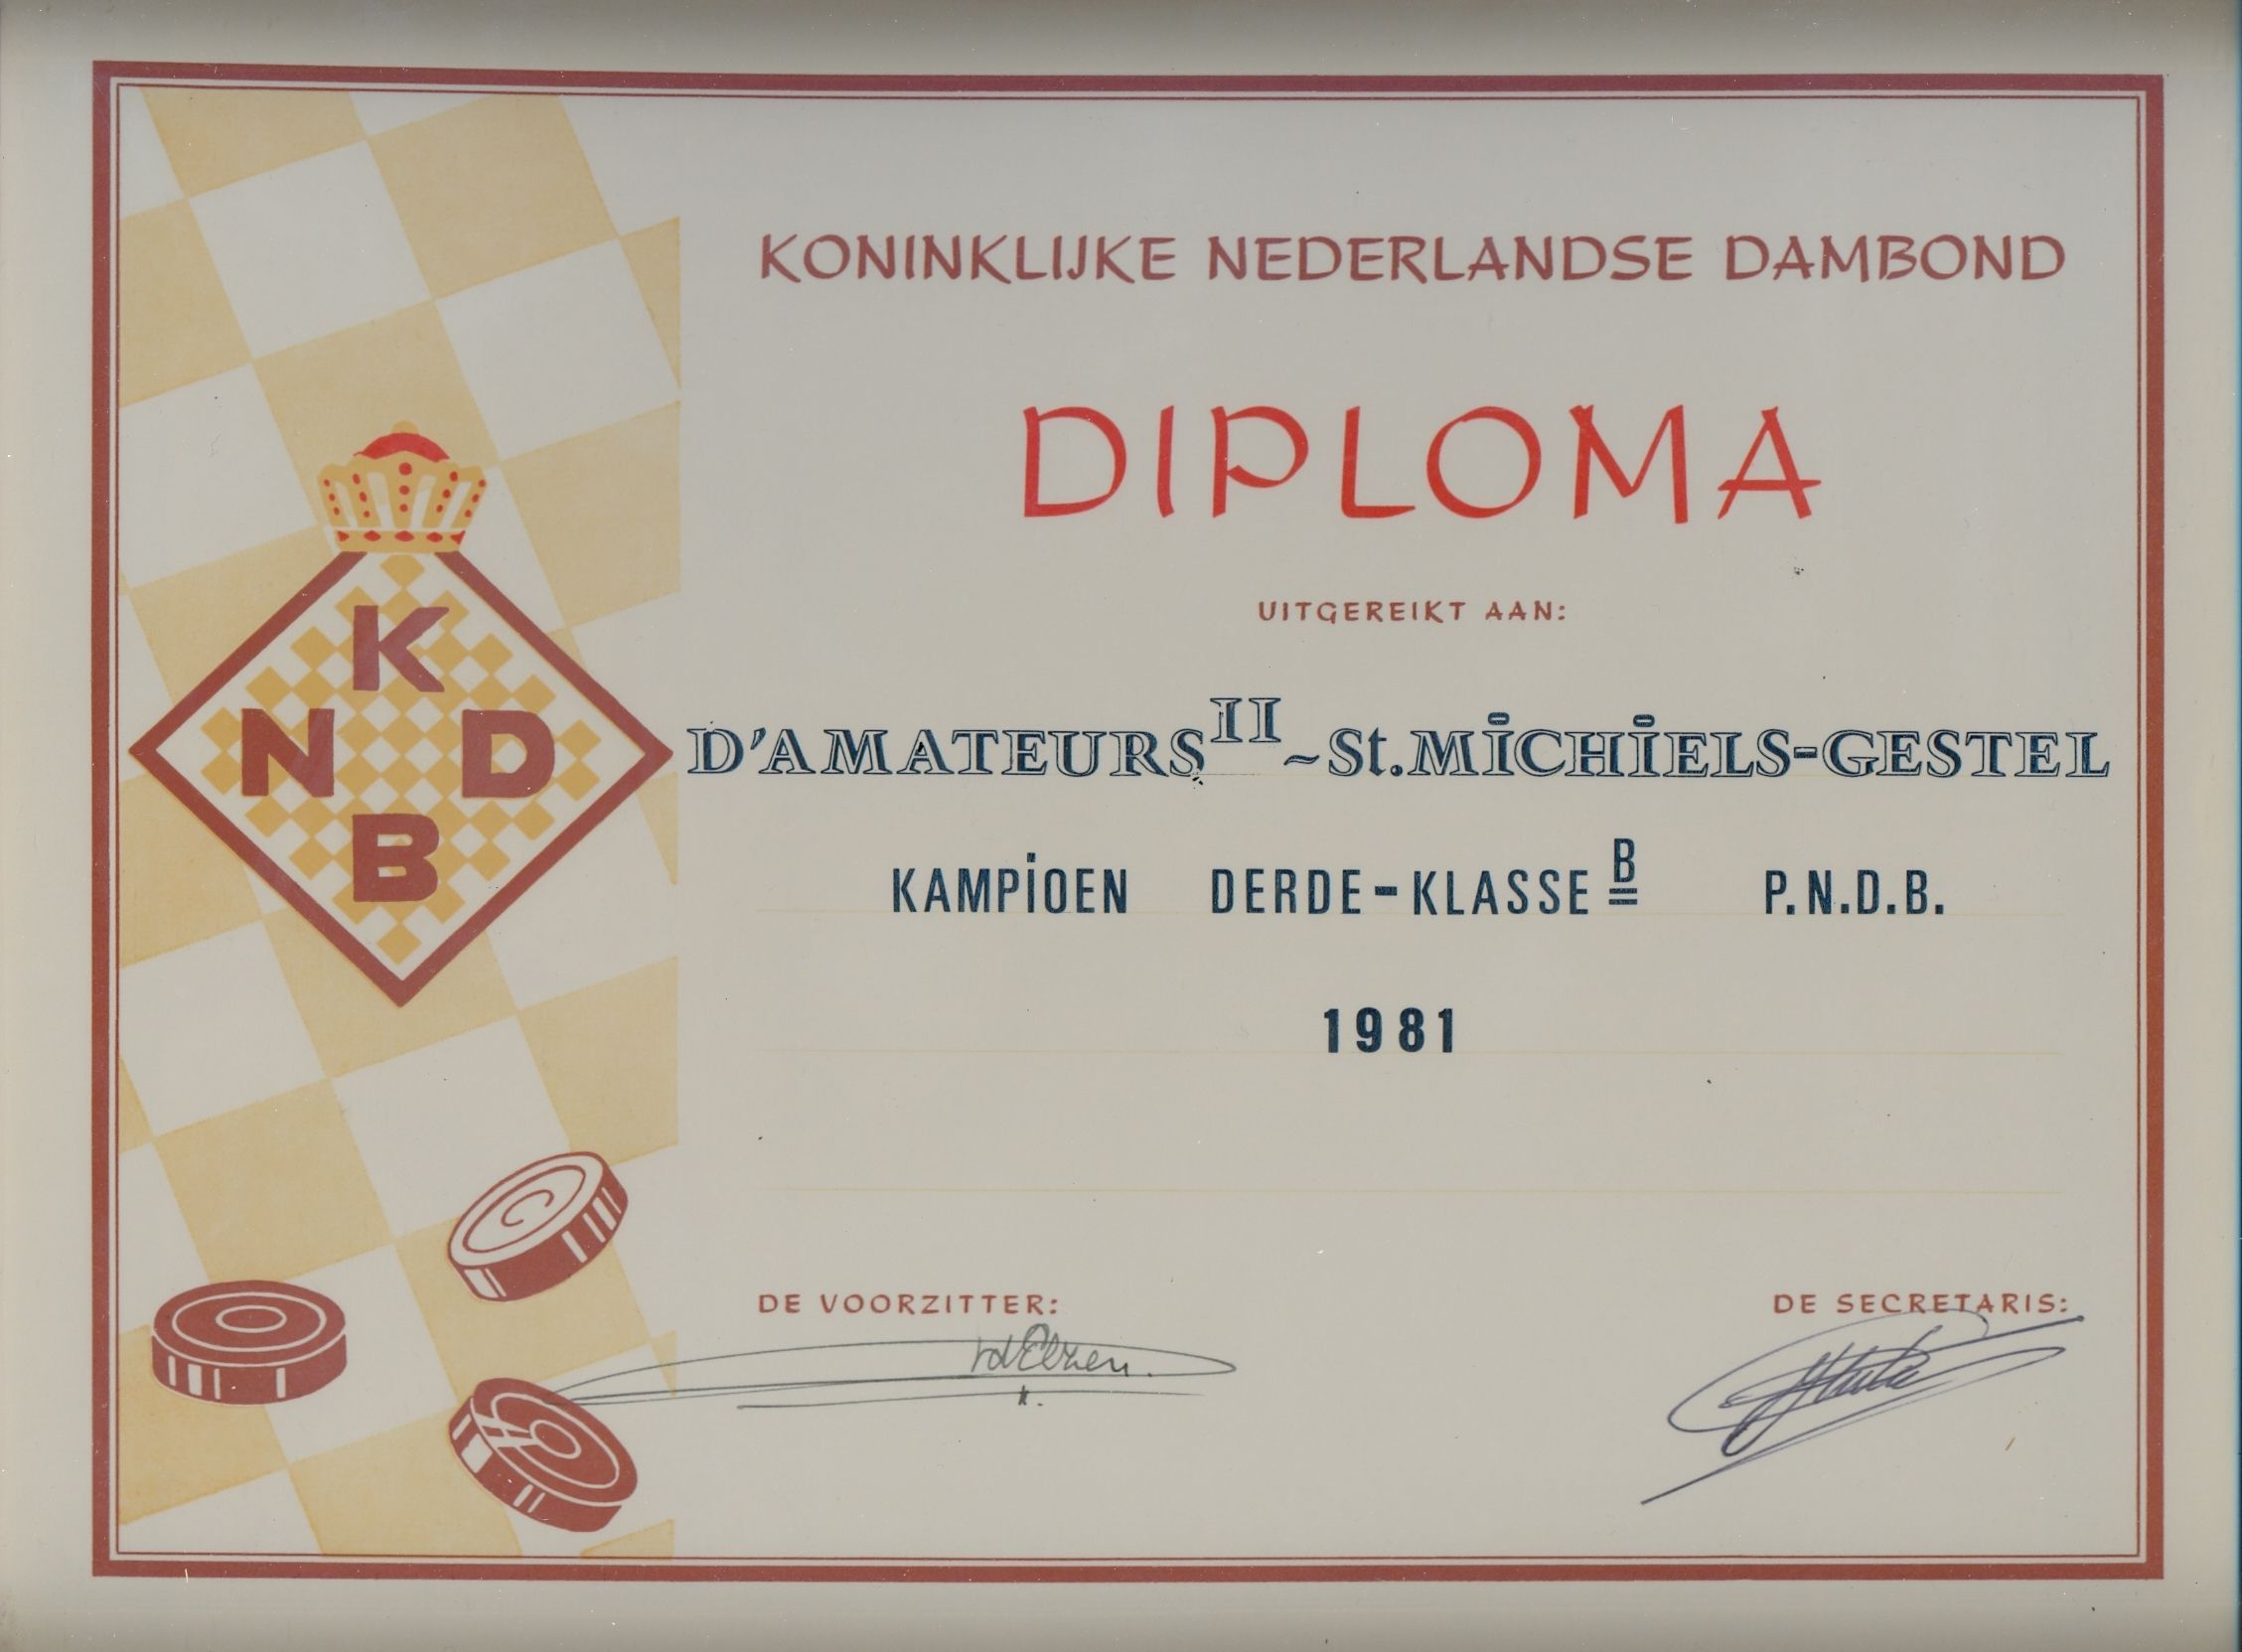 KONINKLIJKE NEDERLANDSE DAMBOND
DIPLOMA
UITGEREIKT AAN:
K
N D
B
D'AMATEURS II ~ St. MICHIELS-GESTEL
KAMPIOEN DERDE-KLASSE B P.N.D.B.
1981
DE VOORZITTER: DE SECRETARIS: